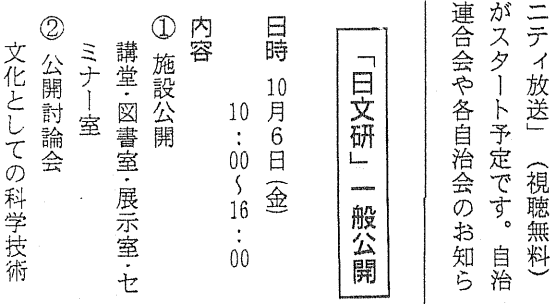 ニティ放送」（視聴無料）
がスタート予定です。自治
連合会や各自治会のお知ら
「日文研」一般公開
日時 10月6日(金)
10：00〜16：00
内容
① 施設公開
講堂・図書室・展示室・セ
ミナー室
② 公開討論会
文化としての科学技術